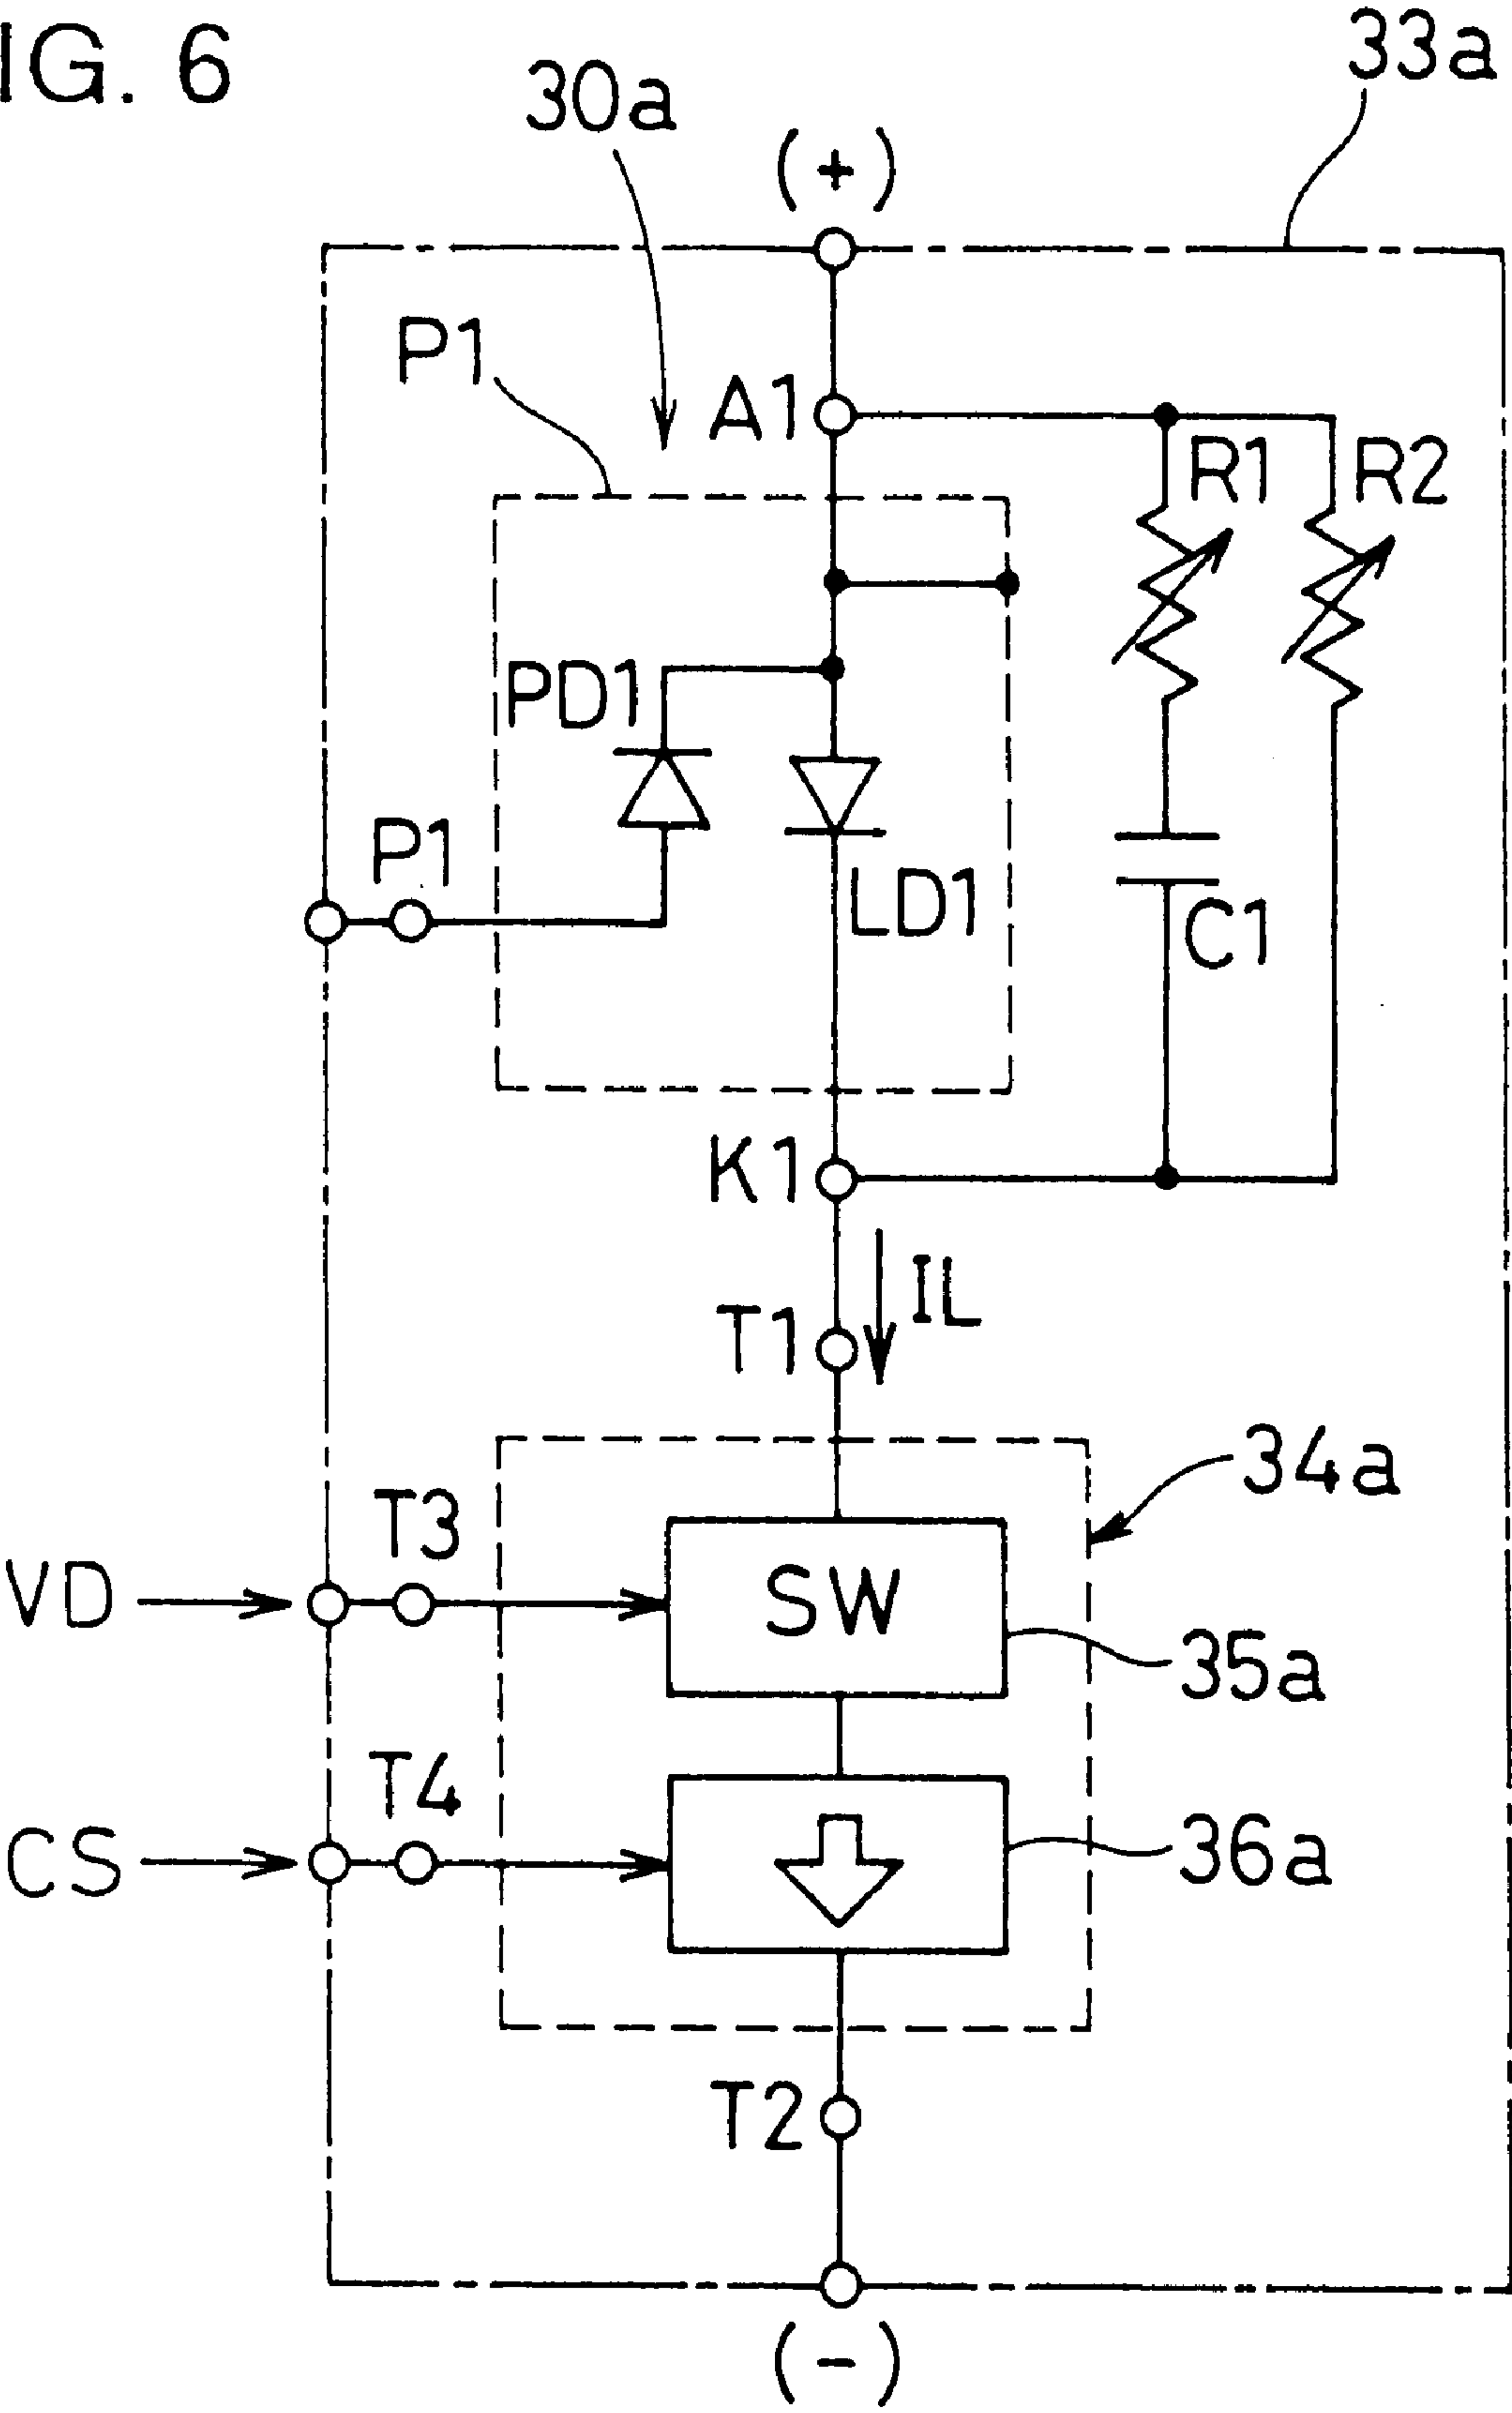 IG. 6
33a
30a
(+)
P1
A1
R1
R2
PD1
P1
LD1
C1
K1
IL
T1
34a
T3
VD
SW
35a
T4
CS
36a
T2
(-)